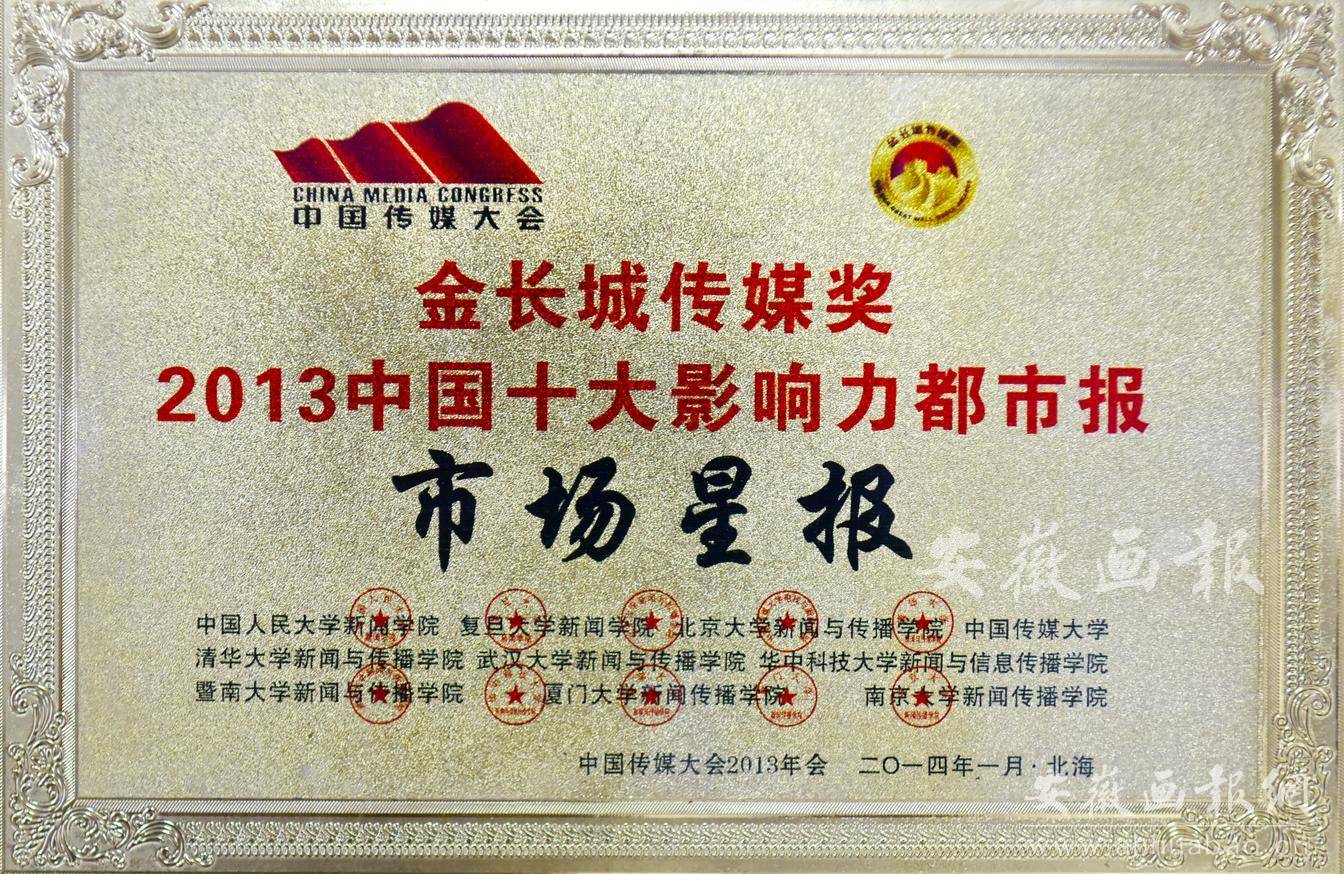 CHINA MEDIA CONGRESS
中国传媒大会
金长城传媒奖
2013中国十大影响力都市报
市场星报
安徽画报
中国人民大学新闻学院 复旦大学新闻学院 北京大学新闻与传播学院 中国传媒大学
清华大学新闻与传播学院 武汉大学新闻与传播学院 华中科技大学新闻与信息传播学院
暨南大学新闻与传播学院 厦门大学新闻传播学院 南京大学新闻传播学院
中国传媒大会2013年会 二〇一四年一月·北海
安徽画报网